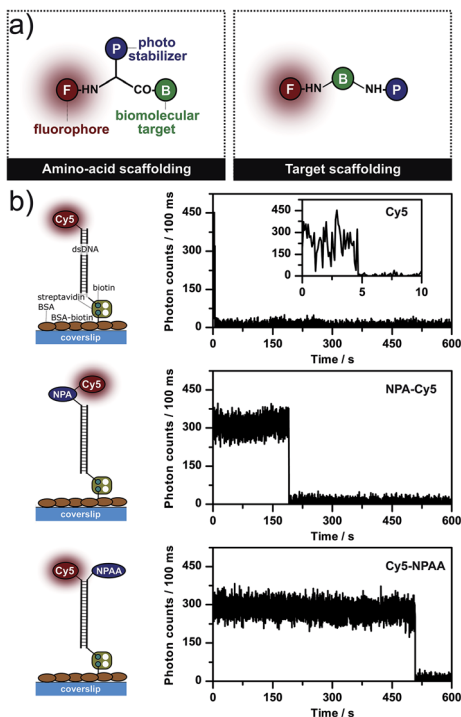 a)
P
photo
stabilizer
F
HN
CO
B
fluorophore
biomolecular
target
Amino-acid scaffolding
F
HN
B
NH
P
Target scaffolding
b)
Cy5
dsDNA
biotin
streptavidin
BSA
BSA-biotin
coverslip
Photon counts / 100 ms
450
300
150
0
0 150 300 450 600
Time / s
Cy5
450
300
150
0
0 5 10
NPA
Cy5
coverslip
NPA-Cy5
Photon counts / 100 ms
450
300
150
0
0 150 300 450 600
Time / s
Cy5
NPAA
coverslip
Cy5-NPAA
Photon counts / 100 ms
450
300
150
0
0 150 300 450 600
Time / s